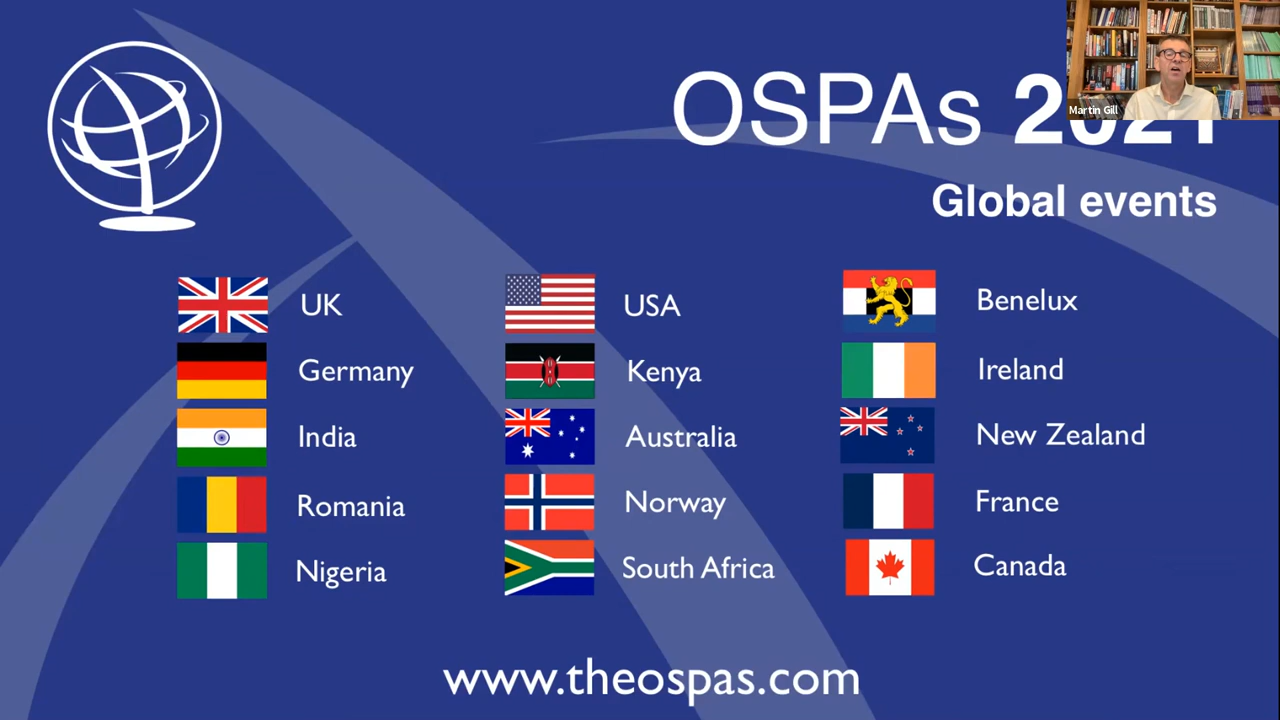 Martin Gill
OSPAs 2021
Global events
UK
USA
Benelux
Germany
Kenya
Ireland
India
Australia
New Zealand
Romania
Norway
France
Nigeria
South Africa
Canada
www.theospas.com